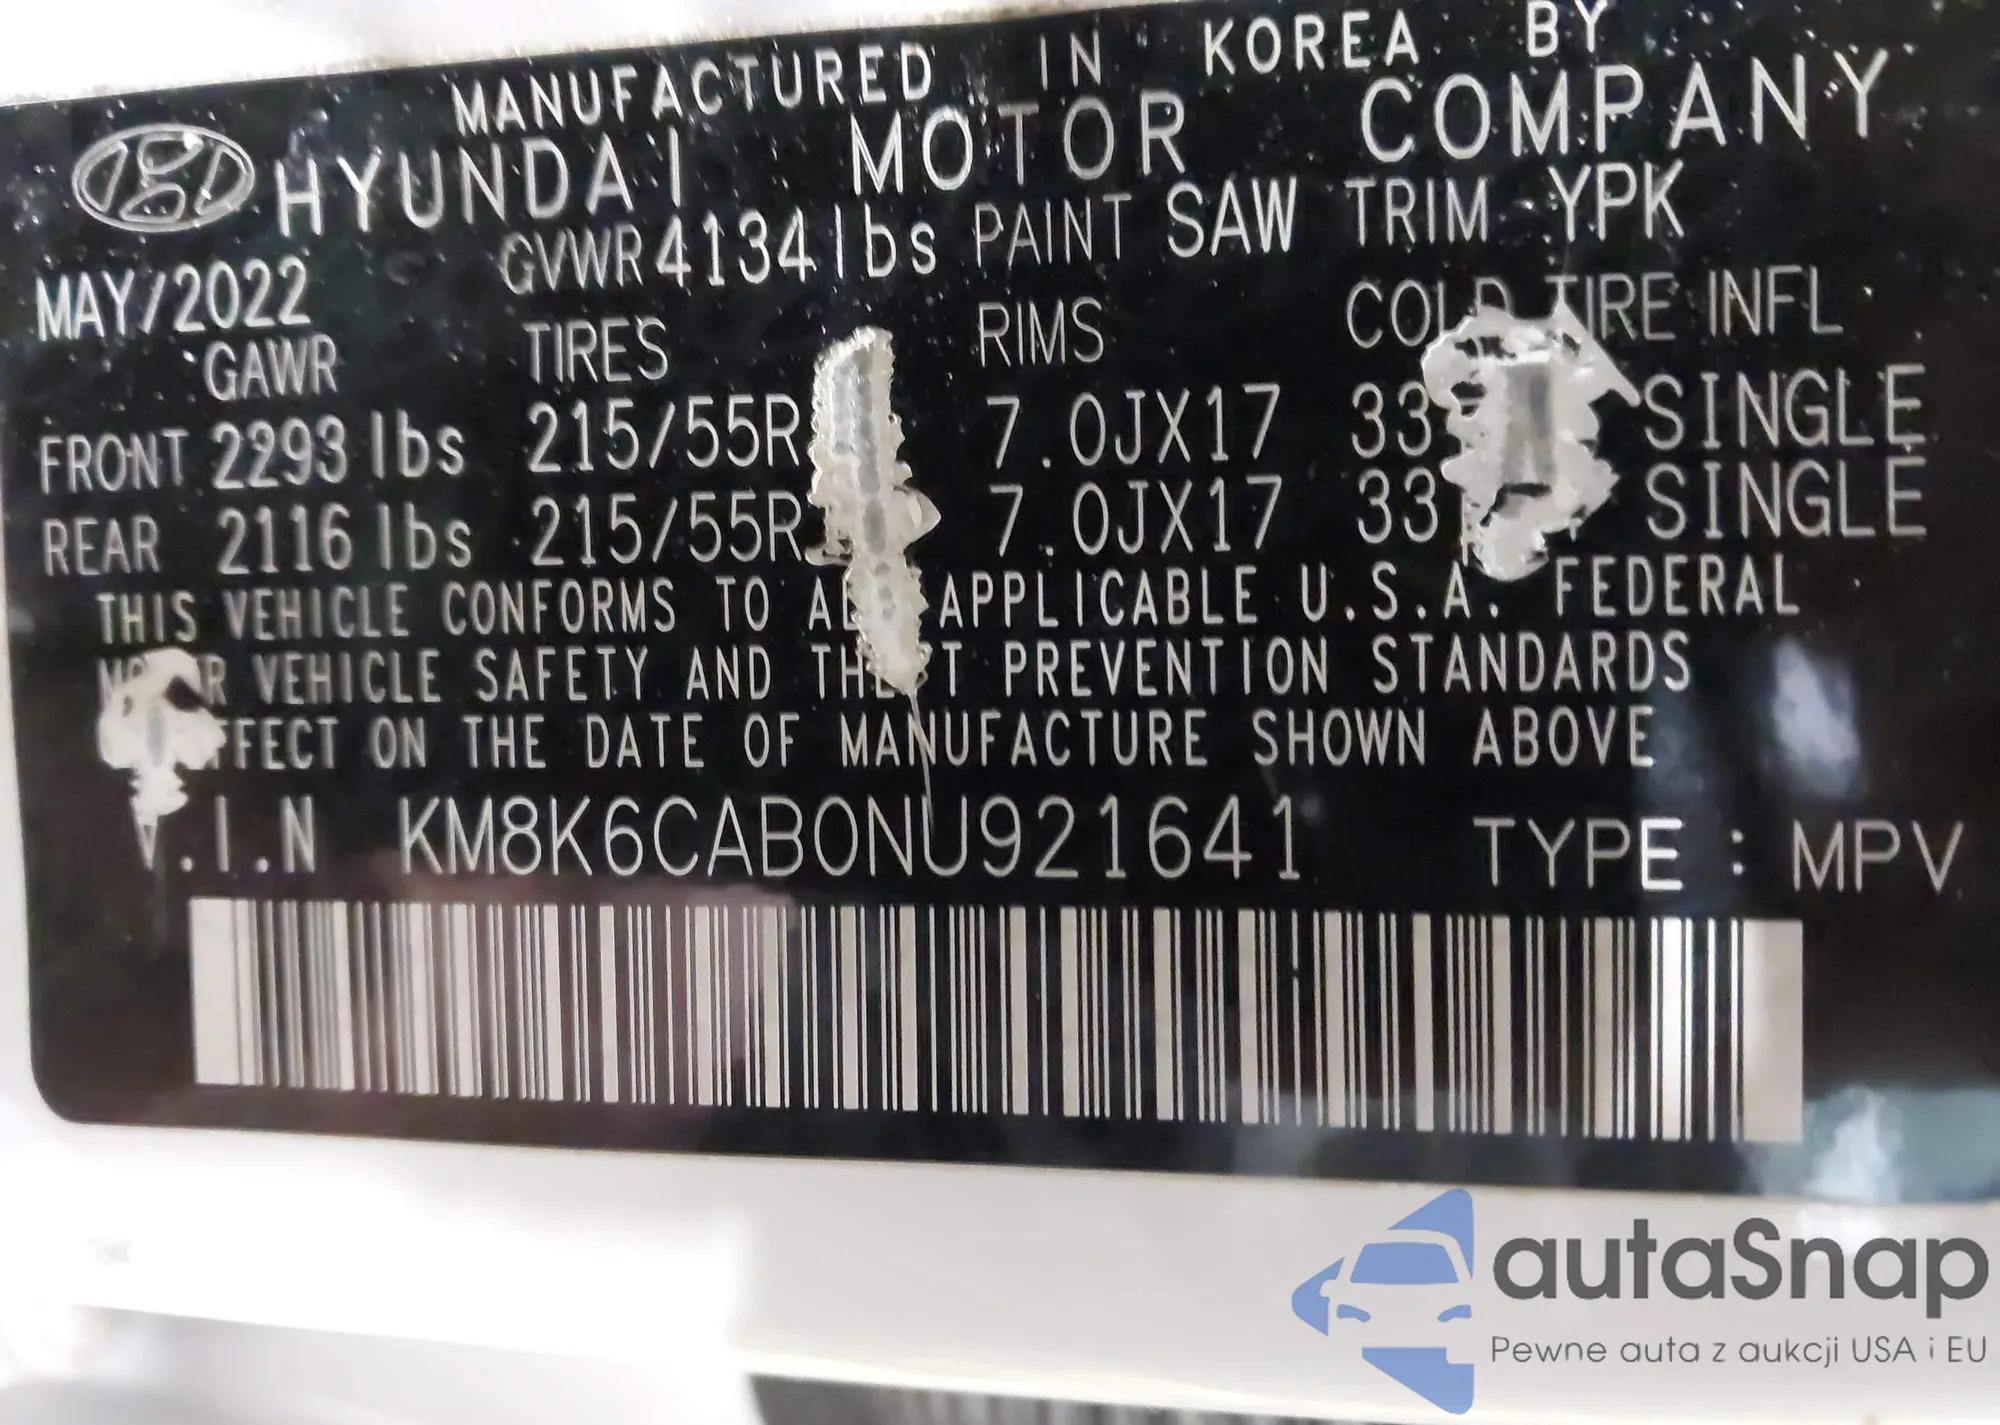 MANUFACTURED IN KOREA BY
HYUNDAI MOTOR COMPANY
MAY/2022 GVWR 4134 lbs PAINT SAW TRIM YPK
GAWR TIRES RIMS COLD TIRE INFL
FRONT 2293 lbs 215/55R 7.0JX17 33 SINGLE
REAR 2116 lbs 215/55R 7.0JX17 33 SINGLE
THIS VEHICLE CONFORMS TO APPLICABLE U.S.A. FEDERAL
VEHICLE SAFETY AND PREVENTION STANDARDS
ON THE DATE OF MANUFACTURE SHOWN ABOVE
V.I.N KM8K6CAB0NU921641 TYPE : MPV
autaSnap
Pewne auta z aukcji USA i EU